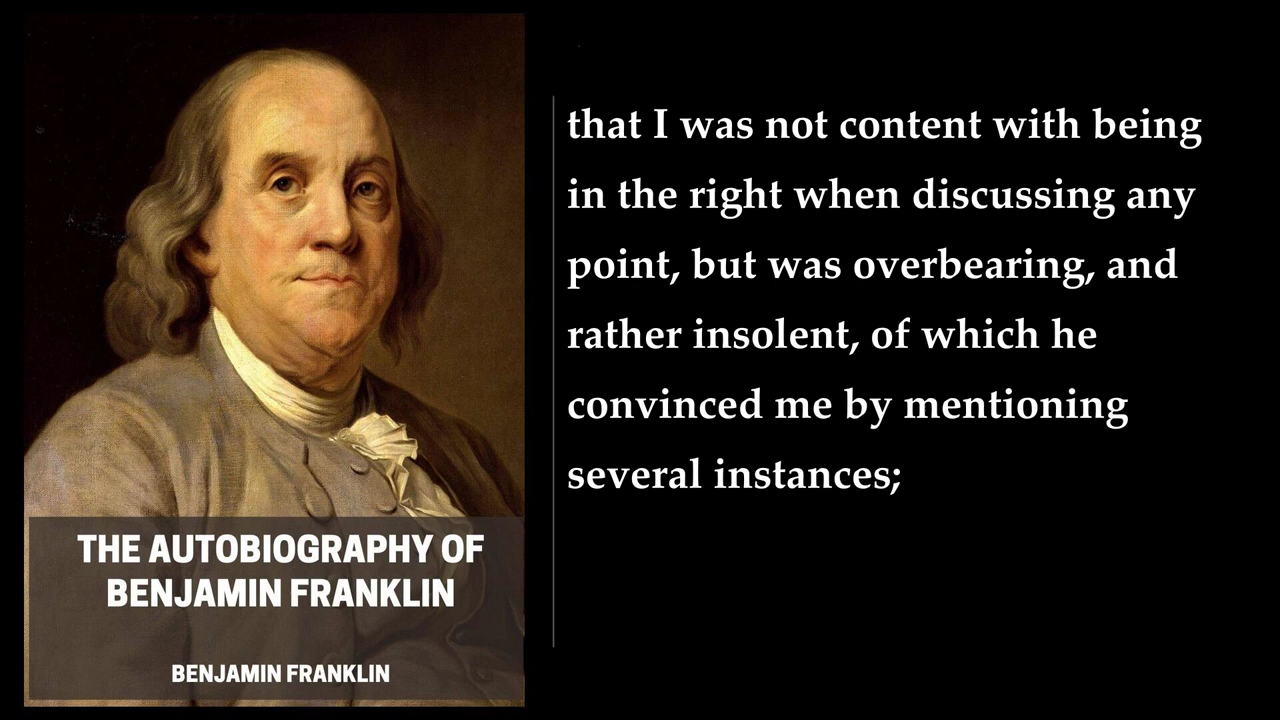 THE AUTOBIOGRAPHY OF
BENJAMIN FRANKLIN
BENJAMIN FRANKLIN
that I was not content with being
in the right when discussing any
point, but was overbearing, and
rather insolent, of which he
convinced me by mentioning
several instances;